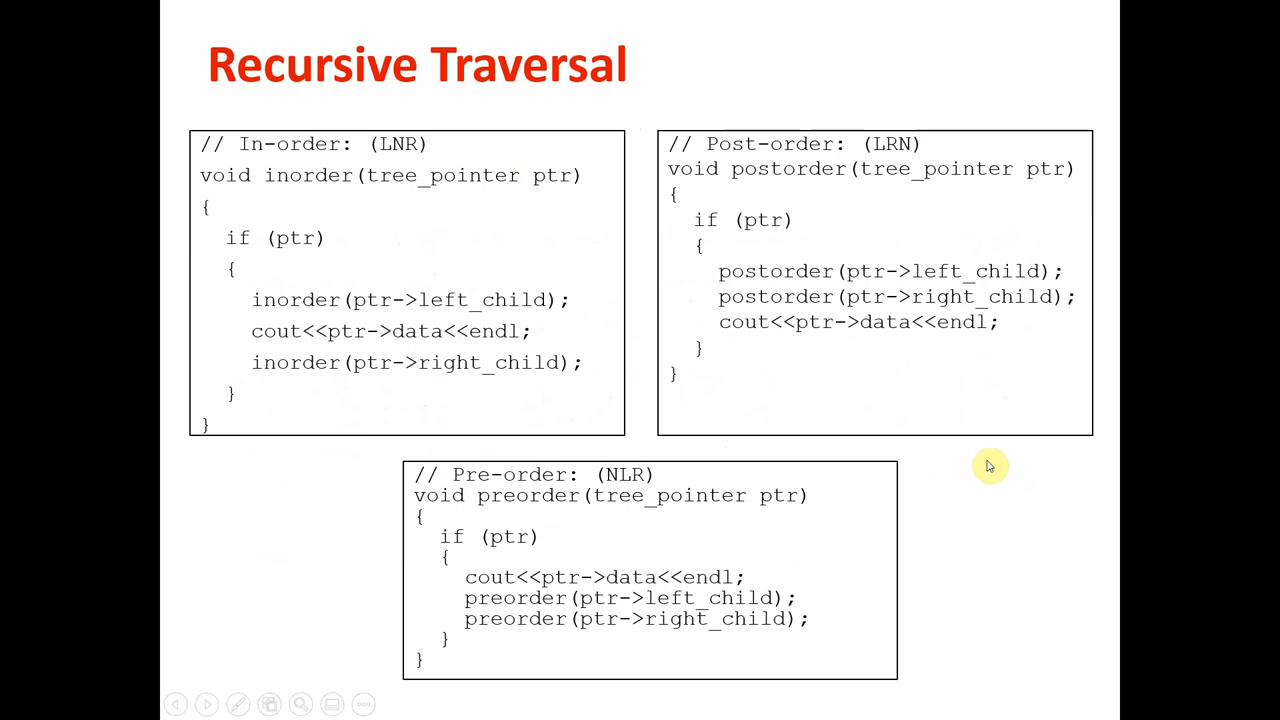 Recursive Traversal
// In-order: (LNR)
void inorder(tree_pointer ptr)
{
if (ptr)
{
inorder(ptr->left_child);
cout<<ptr->data<<endl;
inorder(ptr->right_child);
}
}
// Post-order: (LRN)
void postorder(tree_pointer ptr)
{
if (ptr)
{
postorder(ptr->left_child);
postorder(ptr->right_child);
cout<<ptr->data<<endl;
}
}
// Pre-order: (NLR)
void preorder(tree_pointer ptr)
{
if (ptr)
{
cout<<ptr->data<<endl;
preorder(ptr->left_child);
preorder(ptr->right_child);
}
}